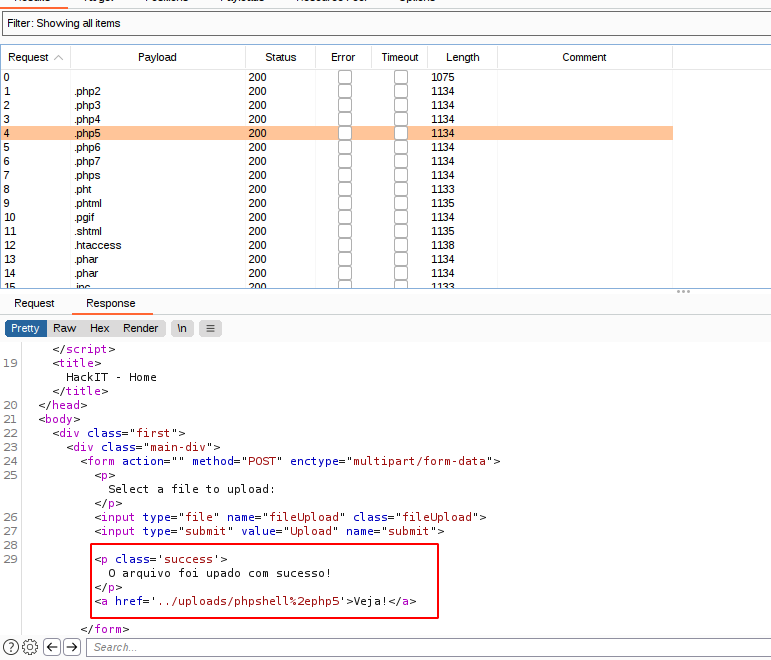 Filter: Showing all items
Request Payload Status Error Timeout Length Comment
0 200 1075
1 .php2 200 1134
2 .php3 200 1134
3 .php4 200 1134
4 .php5 200 1134
5 .php6 200 1134
6 .php7 200 1134
7 .phps 200 1134
8 .pht 200 1133
9 .phtml 200 1135
10 .pgif 200 1134
11 .shtml 200 1135
12 .htaccess 200 1138
13 .phar 200 1134
14 .phar 200 1134
15 .inc 200 1133
Request Response
Pretty Raw Hex Render \n
</script>
19 <title>
HackIT - Home
</title>
20 </head>
21 <body>
22 <div class="first">
23 <div class="main-div">
24 <form action="" method="POST" enctype="multipart/form-data">
25 <p>
Select a file to upload:
</p>
26 <input type="file" name="fileUpload" class="fileUpload">
27 <input type="submit" value="Upload" name="submit">
28
29 <p class='success'>
O arquivo foi upado com sucesso!
</p>
<a href='../uploads/phpshell%2ephp5'>Veja!</a>
</form>
? Search...